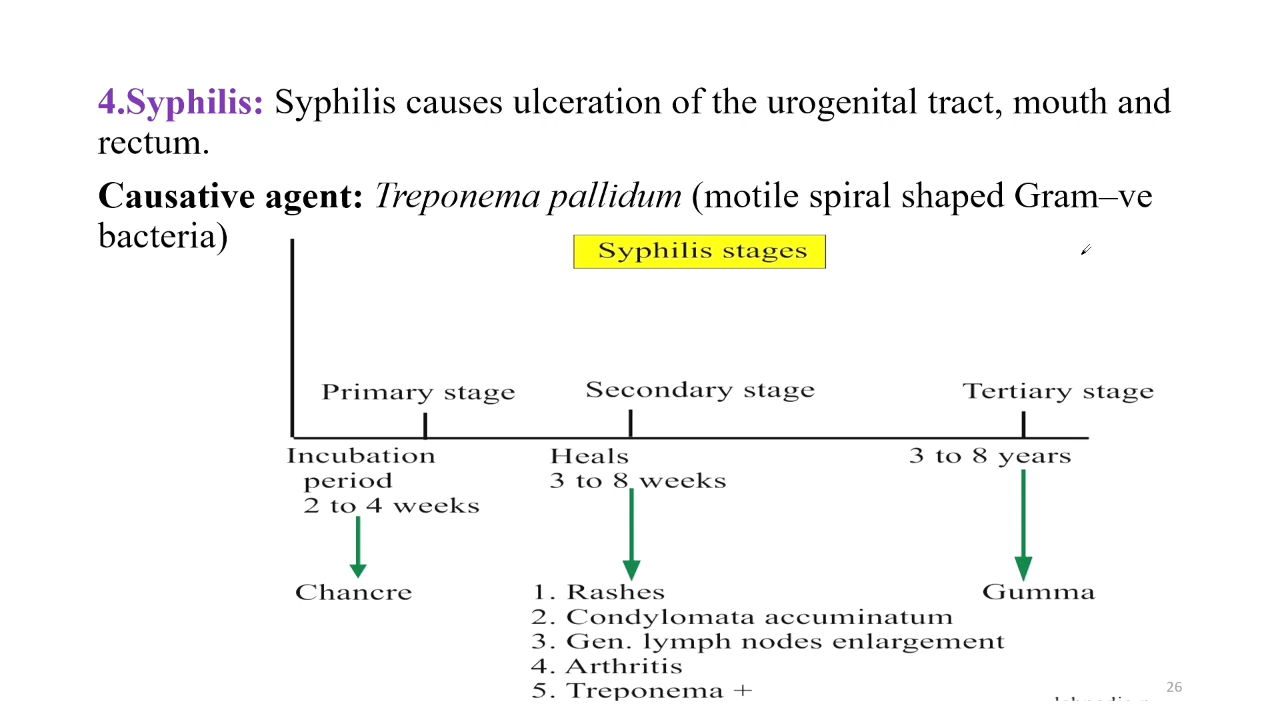 4.Syphilis: Syphilis causes ulceration of the urogenital tract, mouth and
rectum.
Causative agent: Treponema pallidum (motile spiral shaped Gram–ve
bacteria)
Syphilis stages
Primary stage
Secondary stage
Tertiary stage
Incubation
period
2 to 4 weeks
Heals
3 to 8 weeks
3 to 8 years
Chancre
1. Rashes
2. Condylomata accuminatum
3. Gen. lymph nodes enlargement
4. Arthritis
5. Treponema +
Gumma
26